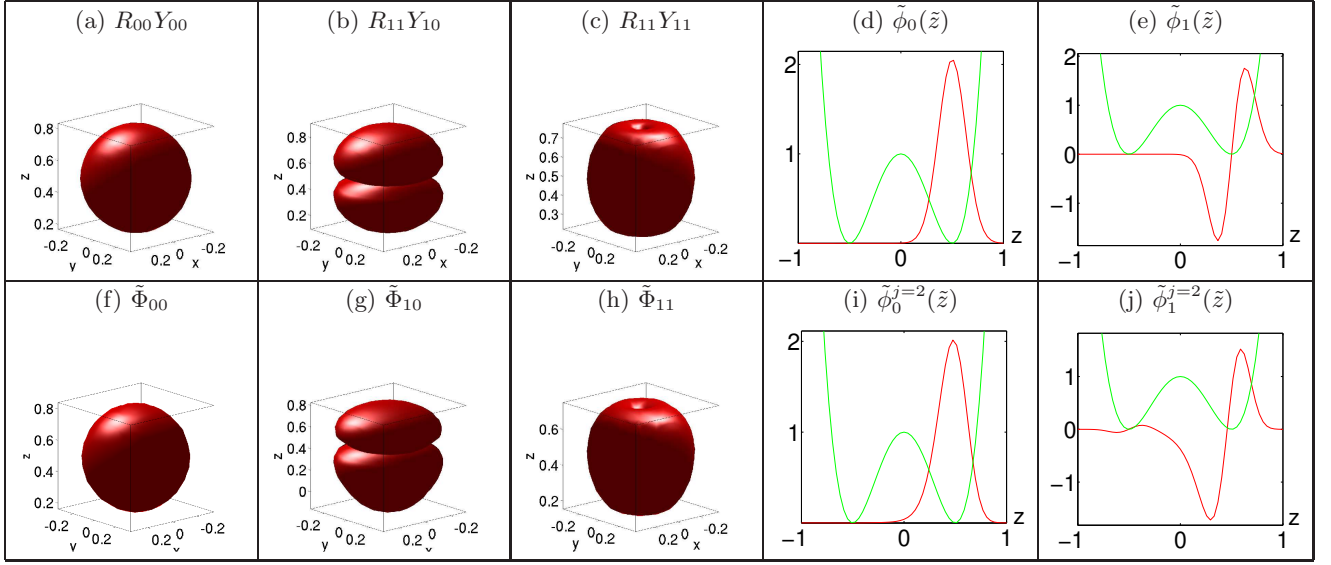 (a) R₀₀Y₀₀
z
0.8
0.6
0.4
0.2
-0.2
0
0.2
y
0.2
0
-0.2
x
(b) R₁₁Y₁₀
z
0.8
0.6
0.4
0.2
-0.2
0
0.2
y
0.2
0
-0.2
x
(c) R₁₁Y₁₁
z
0.7
0.6
0.5
0.4
0.3
-0.2
0
0.2
y
0.2
0
-0.2
x
(d) ϕ̃₀(z̃)
2
1
−1
0
1
z
(e) ϕ̃₁(z̃)
2
1
0
−1
−1
0
1
z
(f) Φ̃₀₀
z
0.8
0.6
0.4
0.2
-0.2
0
0.2
y
0.2
0
-0.2
x
(g) Φ̃₁₀
z
0.8
0.6
0.4
0.2
0
-0.2
0
0.2
y
0.2
0
-0.2
x
(h) Φ̃₁₁
z
0.6
0.4
0.2
-0.2
0
0.2
y
0.2
0
-0.2
x
(i) ϕ̃₀ʲ⁼²(z̃)
2
1
−1
0
1
z
(j) ϕ̃₁ʲ⁼²(z̃)
1
0
−1
−1
0
1
z